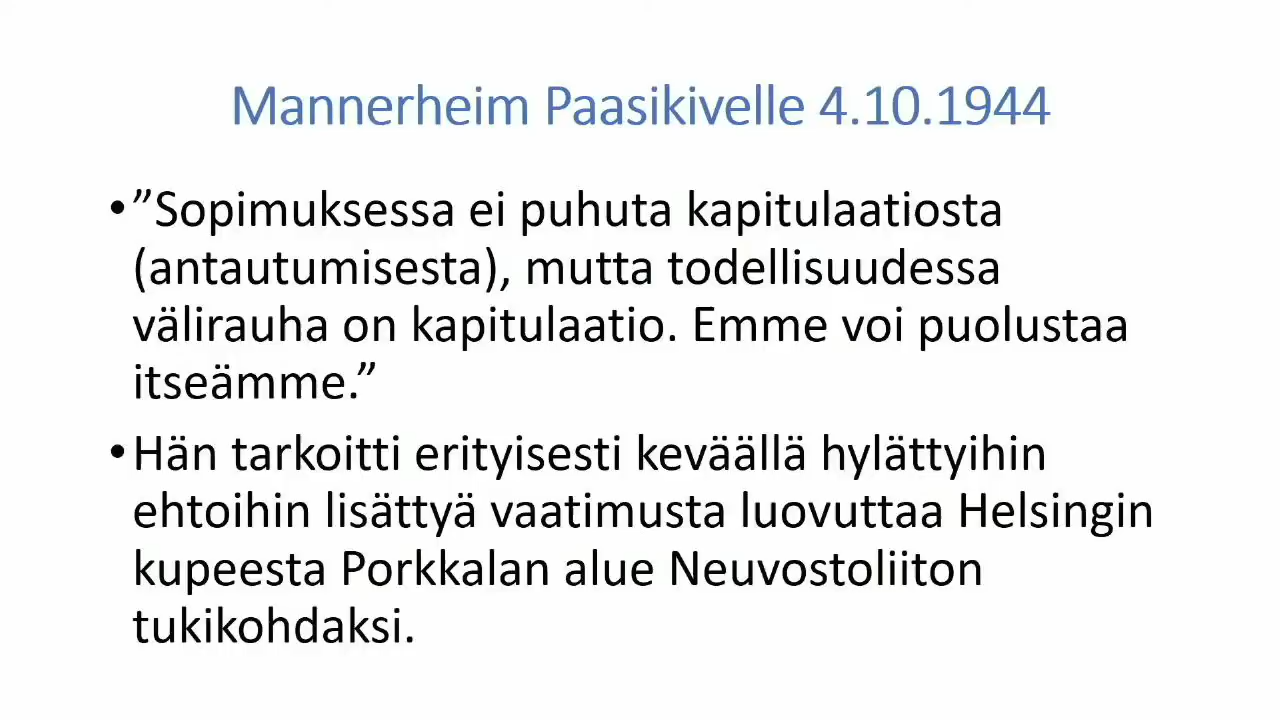 Mannerheim Paasikivelle 4.10.1944
•”Sopimuksessa ei puhuta kapitulaatiosta
(antautumisesta), mutta todellisuudessa
välirauha on kapitulaatio. Emme voi puolustaa
itseämme.”
•Hän tarkoitti erityisesti keväällä hylättyihin
ehtoihin lisättyä vaatimusta luovuttaa Helsingin
kupeesta Porkkalan alue Neuvostoliiton
tukikohdaksi.